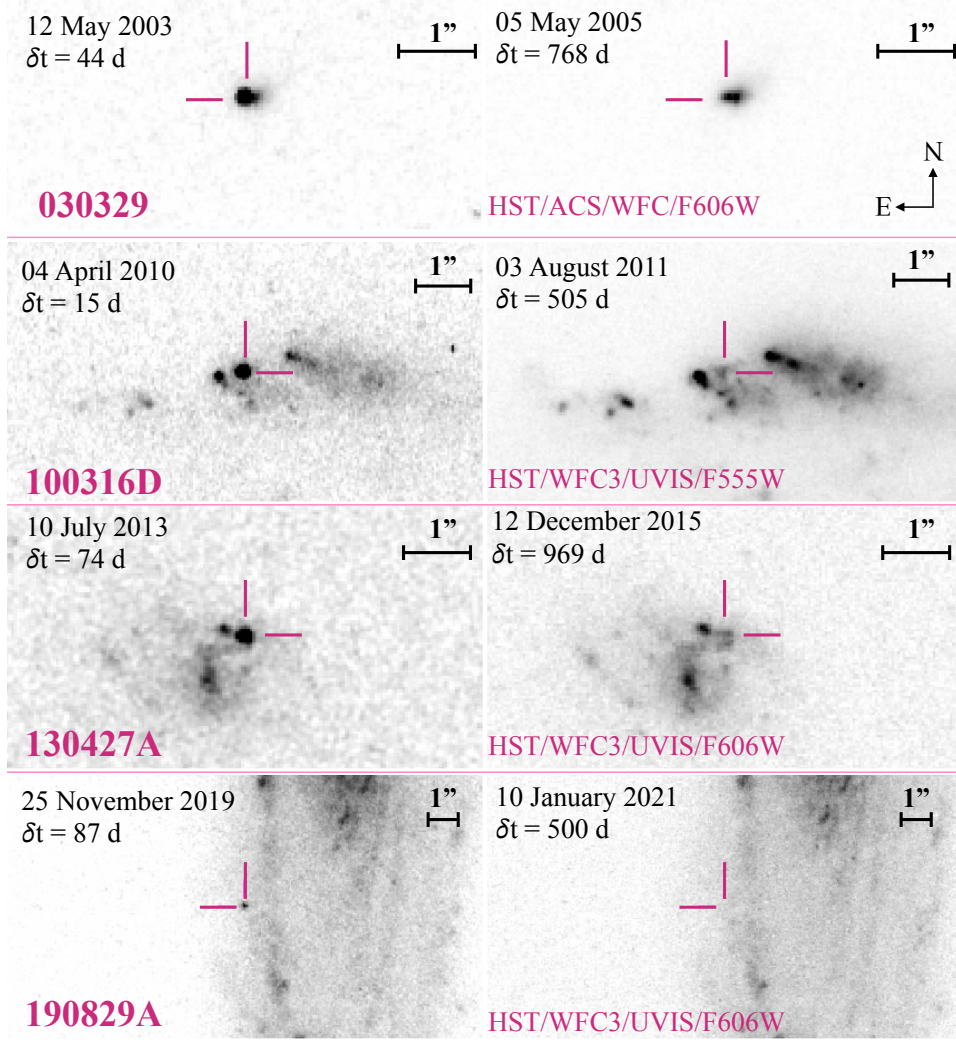 12 May 2003
δt = 44 d
1”
030329
05 May 2005
δt = 768 d
1”
N
E
HST/ACS/WFC/F606W
04 April 2010
δt = 15 d
1”
100316D
03 August 2011
δt = 505 d
1”
HST/WFC3/UVIS/F555W
10 July 2013
δt = 74 d
1”
130427A
12 December 2015
δt = 969 d
1”
HST/WFC3/UVIS/F606W
25 November 2019
δt = 87 d
1”
190829A
10 January 2021
δt = 500 d
1”
HST/WFC3/UVIS/F606W